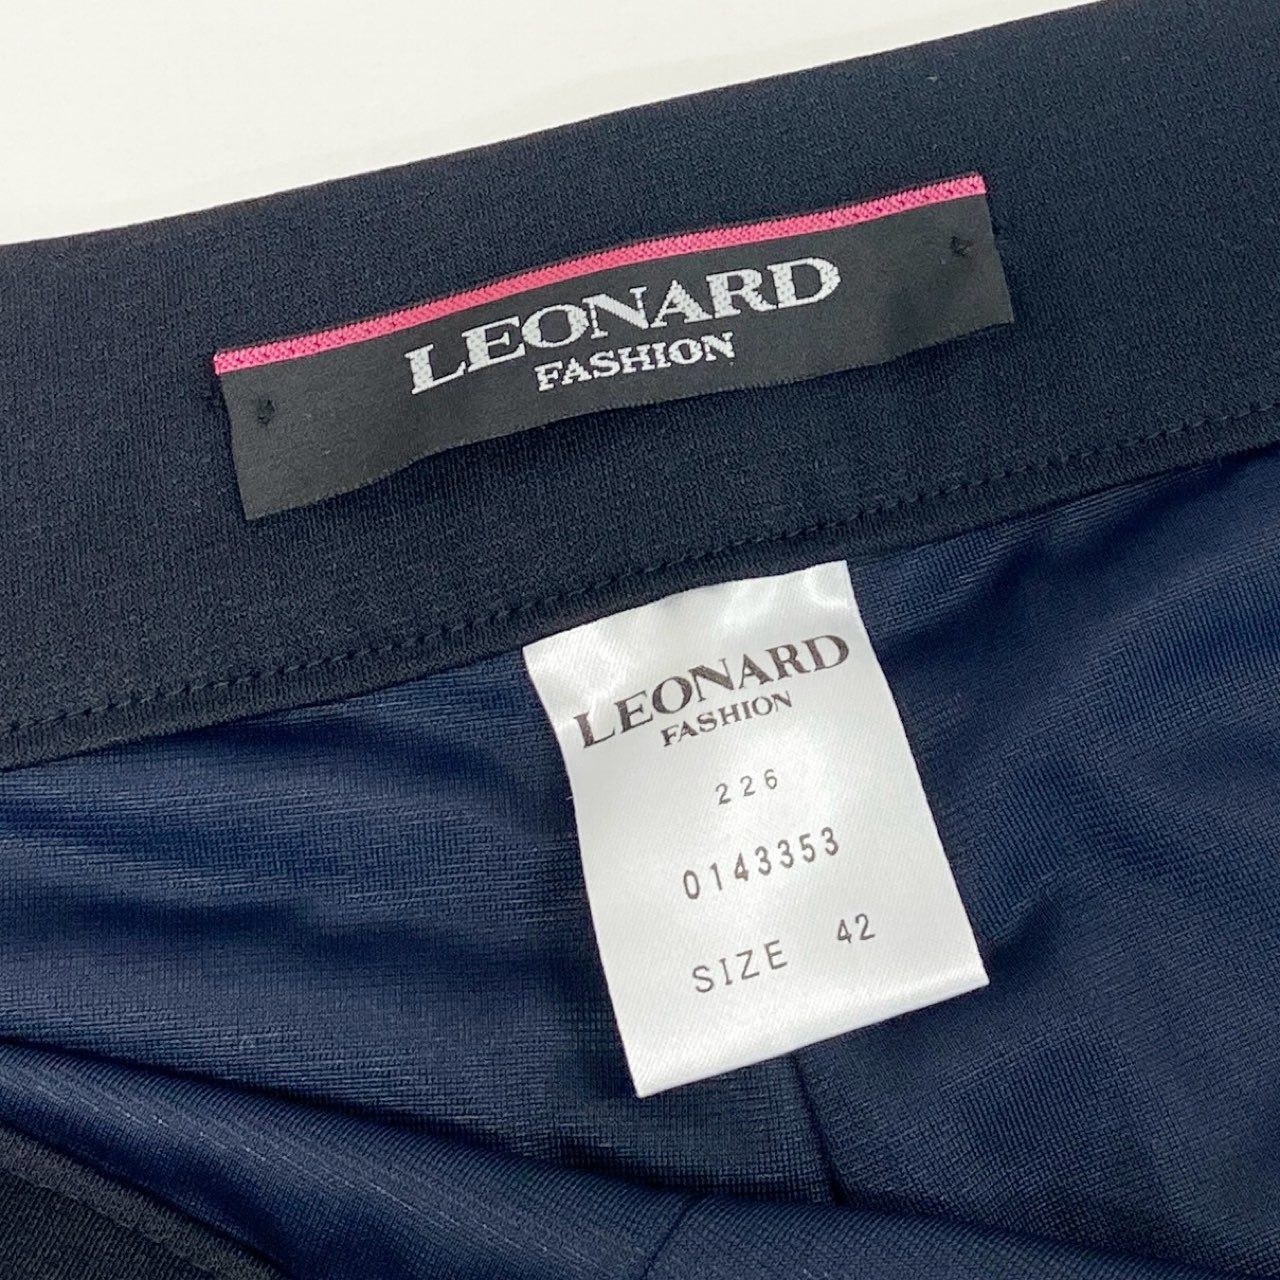 LEONARD
FASHION
LEONARD
FASHION
226
0143353
SIZE 42